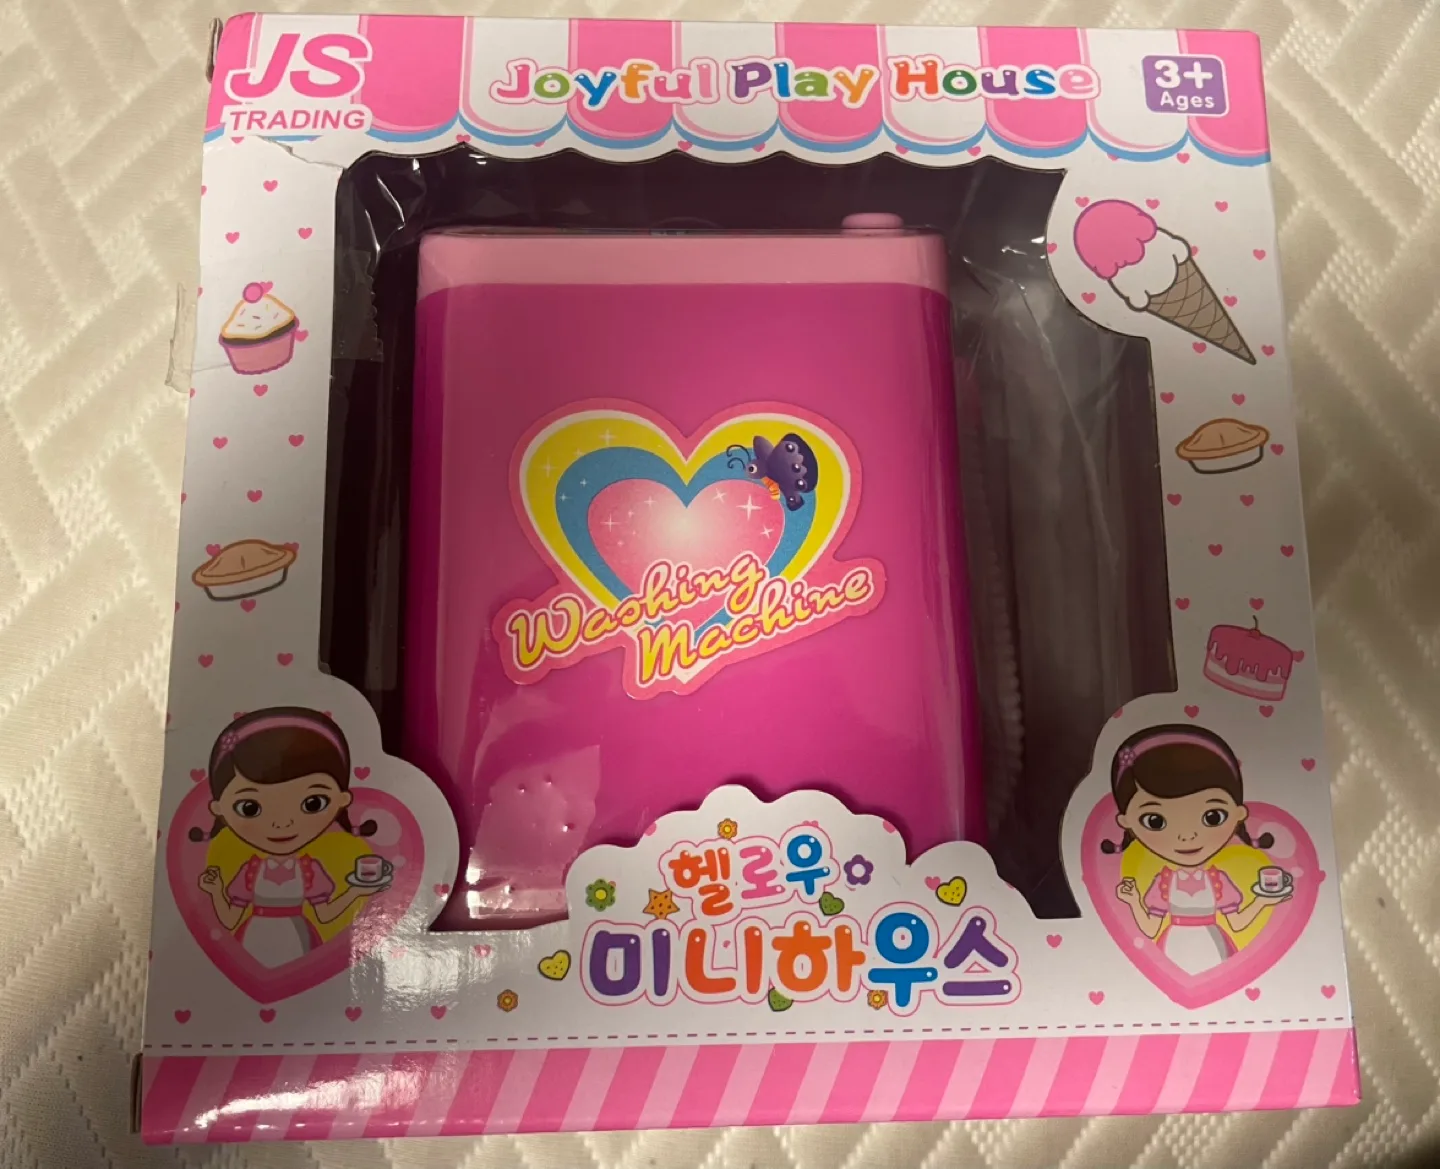 JS
TRADING
Joyful Play House
3+
Ages
Washing
Machine
헬로우
미니하우스